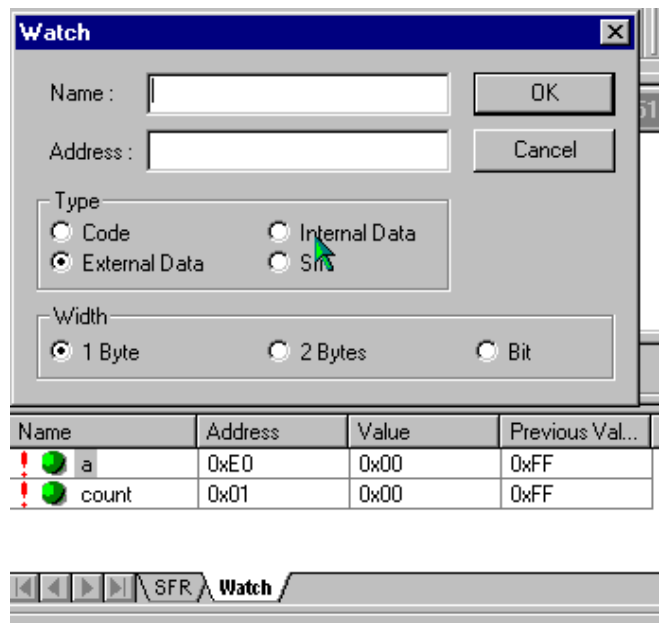 Watch
Name :
OK
51
Address :
Cancel
Type
Code
Internal Data
External Data
Width
1 Byte
2 Bytes
Bit
Name Address Value Previous Val...
! a 0xE0 0x00 0xFF
! count 0x01 0x00 0xFF
SFR Watch